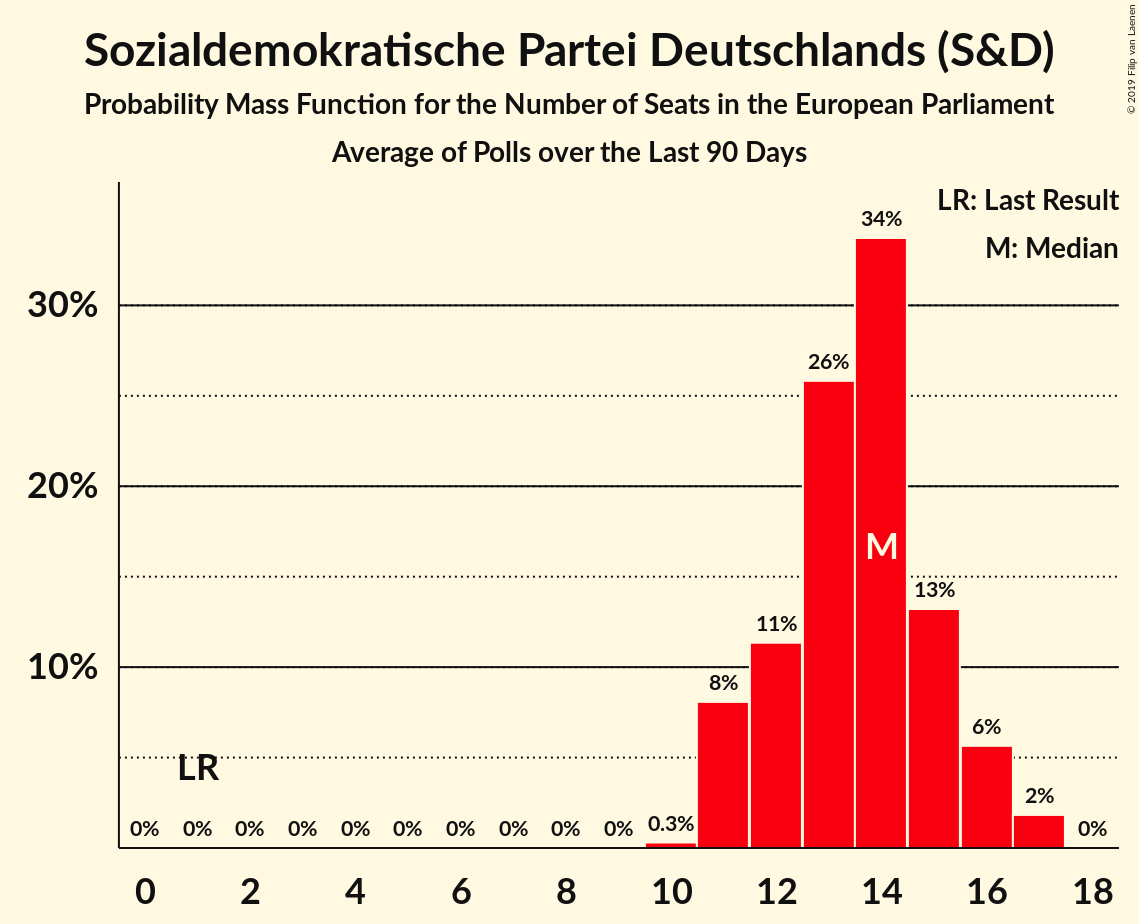 Sozialdemokratische Partei Deutschlands (S&D)
Probability Mass Function for the Number of Seats in the European Parliament
Average of Polls over the Last 90 Days
© 2019 Filip van Laenen
LR: Last Result
M: Median
30%
20%
10%
0% 0% 0% 0% 0% 0% 0% 0% 0% 0% 0.3% 8% 11% 26% 34% 13% 6% 2% 0%
LR
M
0 2 4 6 8 10 12 14 16 18